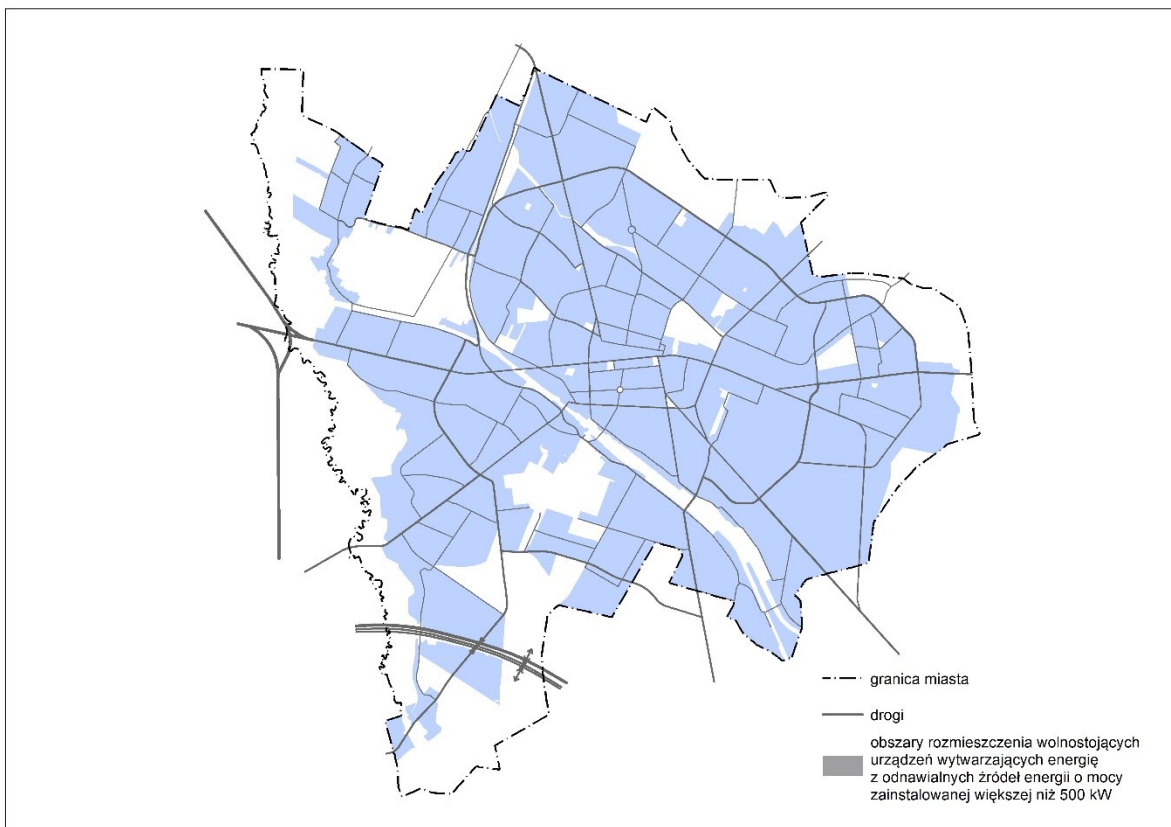 granica miasta
drogi
obszary rozmieszczenia wolnostojących
urządzeń wytwarzających energię
z odnawialnych źródeł energii o mocy
zainstalowanej większej niż 500 kW